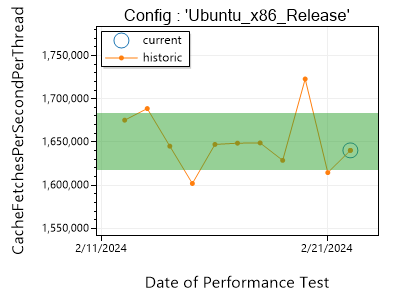 Config : 'Ubuntu_x86_Release'
CacheFetchesPerSecondPerThread
current
historic
1,750,000
1,700,000
1,650,000
1,600,000
1,550,000
2/11/2024
2/21/2024
Date of Performance Test